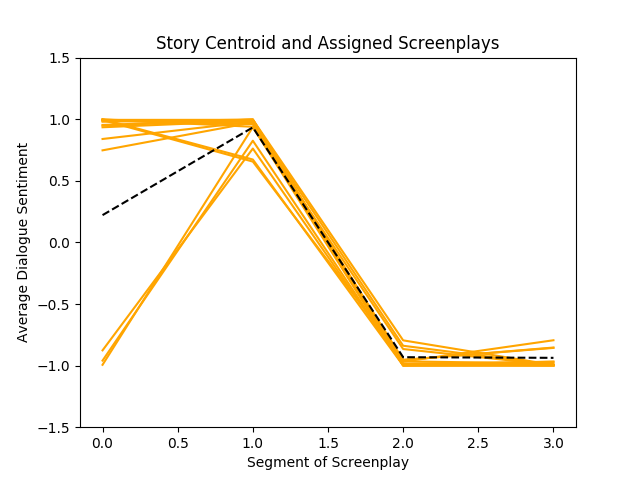 Story Centroid and Assigned Screenplays
Average Dialogue Sentiment
1.5
1.0
0.5
0.0
−0.5
−1.0
−1.5
0.0 0.5 1.0 1.5 2.0 2.5 3.0
Segment of Screenplay